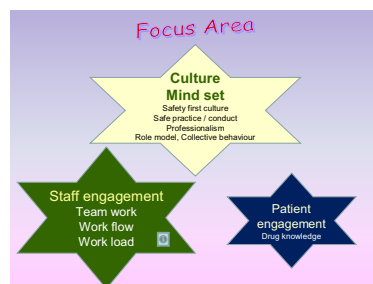 Focus Area
Culture
Mind set
Safety first culture
Safe practice / conduct
Professionalism
Role model, Collective behaviour
Staff engagement
Team work
Work flow
Work load
Patient
engagement
Drug knowledge